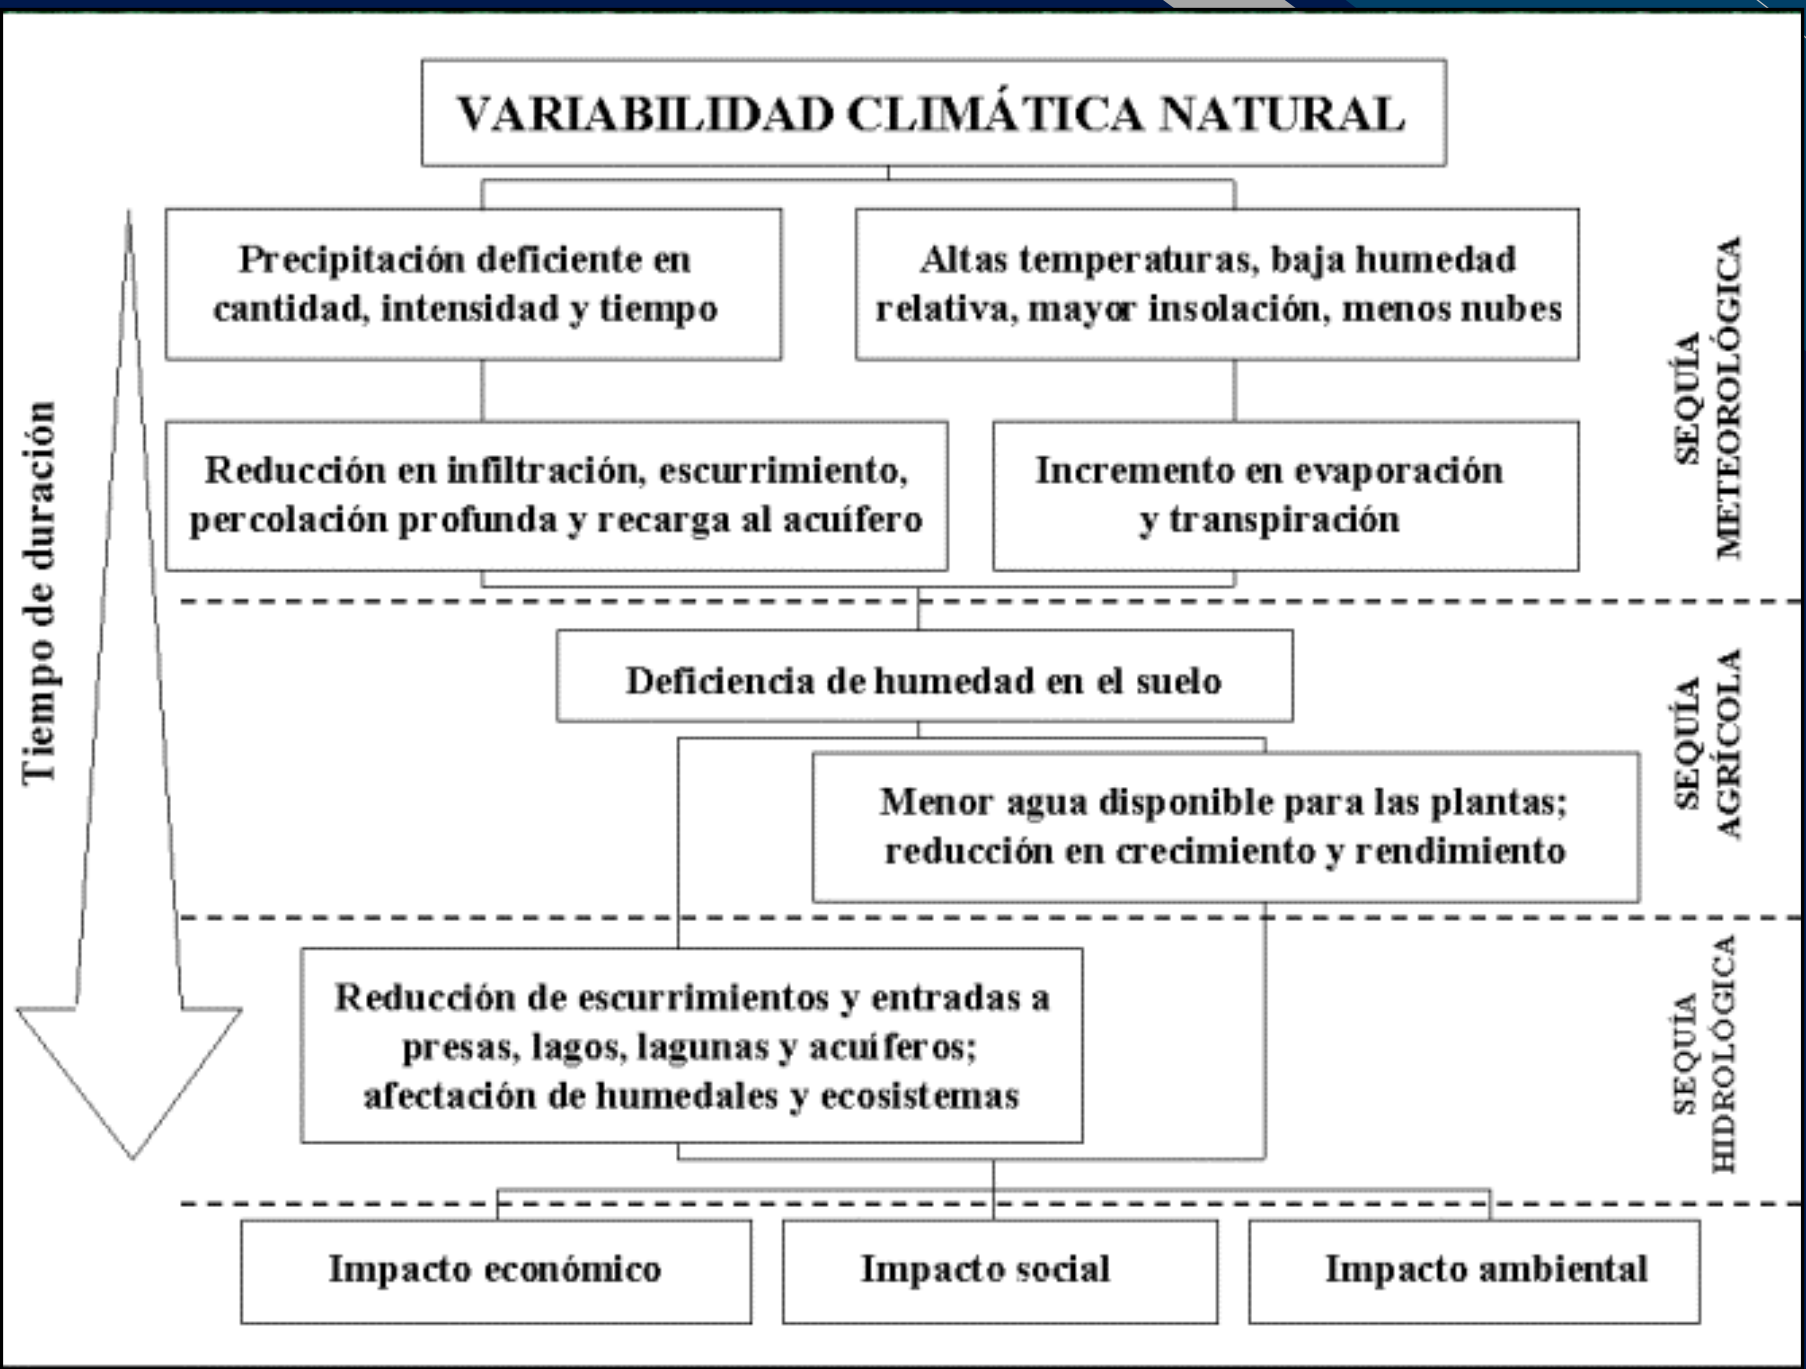 VARIABILIDAD CLIMÁTICA NATURAL
Precipitación deficiente en
cantidad, intensidad y tiempo
Altas temperaturas, baja humedad
relativa, mayor insolación, menos nubes
Reducción en infiltración, escurrimiento,
percolación profunda y recarga al acuífero
Incremento en evaporación
y transpiración
SEQUÍA
METEOROLÓGICA
Tiempo de duración
Deficiencia de humedad en el suelo
Menor agua disponible para las plantas;
reducción en crecimiento y rendimiento
SEQUÍA
AGRÍCOLA
Reducción de escurrimientos y entradas a
presas, lagos, lagunas y acuíferos;
afectación de humedales y ecosistemas
SEQUÍA
HIDROLÓGICA
Impacto económico
Impacto social
Impacto ambiental